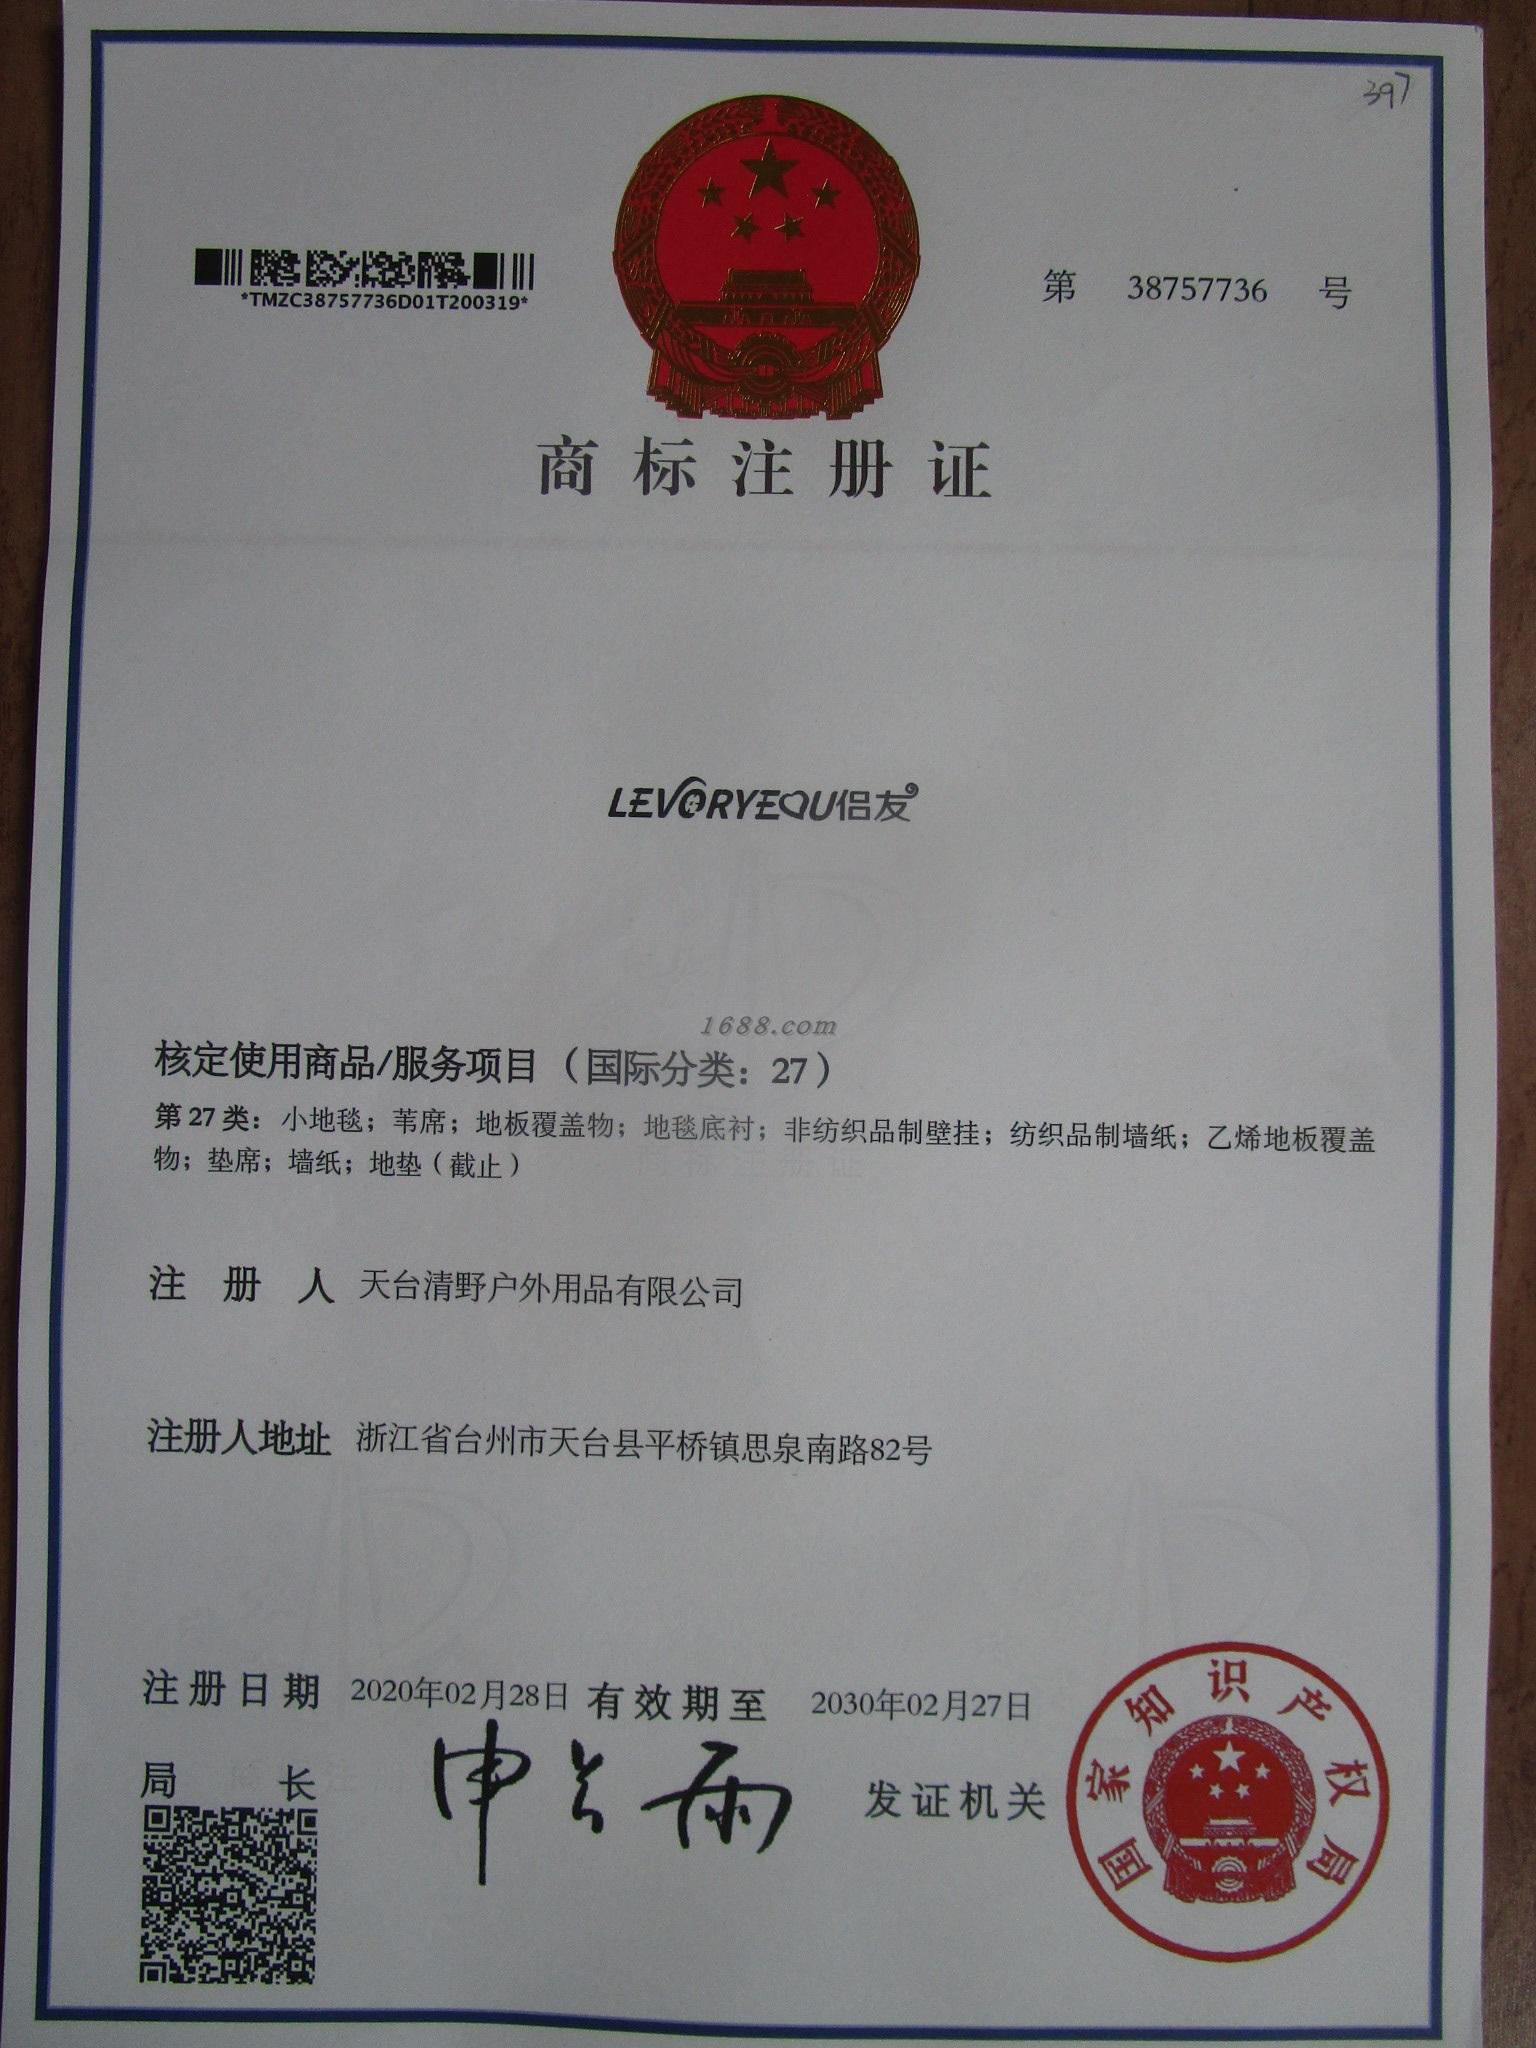 397
*TMZC38757736D01T200319*
第 38757736 号
商标注册证
LEVORYEOU侣友
1688.com
核定使用商品/服务项目（国际分类：27）
第27类：小地毯；苇席；地板覆盖物；地毯底衬；非纺织品制壁挂；纺织品制墙纸；乙烯地板覆盖
物；垫席；墙纸；地垫（截止）
注册人 天台清野户外用品有限公司
注册人地址 浙江省台州市天台县平桥镇思泉南路82号
注册日期 2020年02月28日 有效期至 2030年02月27日
局长 申长雨 发证机关
国家知识产权局